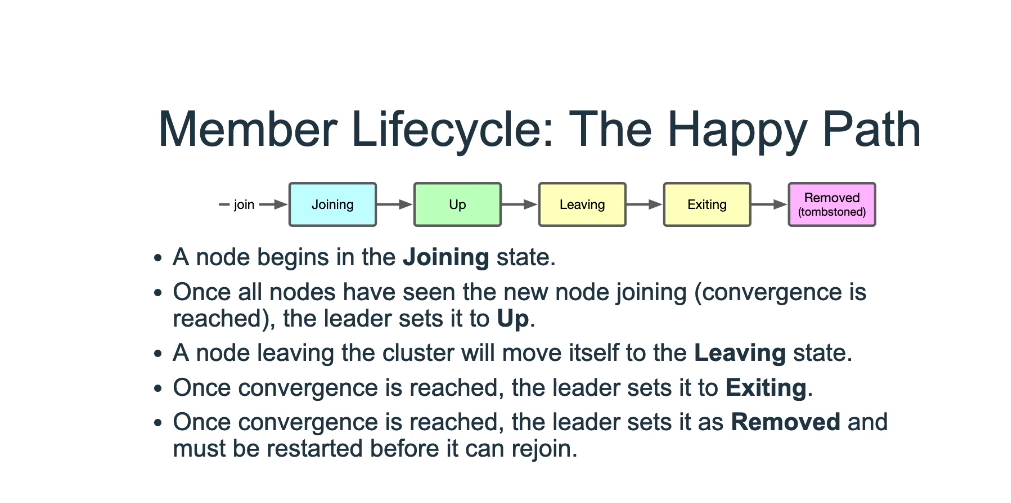 Member Lifecycle: The Happy Path
join Joining Up Leaving Exiting Removed
(tombstoned)
• A node begins in the Joining state.
• Once all nodes have seen the new node joining (convergence is
reached), the leader sets it to Up.
• A node leaving the cluster will move itself to the Leaving state.
• Once convergence is reached, the leader sets it to Exiting.
• Once convergence is reached, the leader sets it as Removed and
must be restarted before it can rejoin.